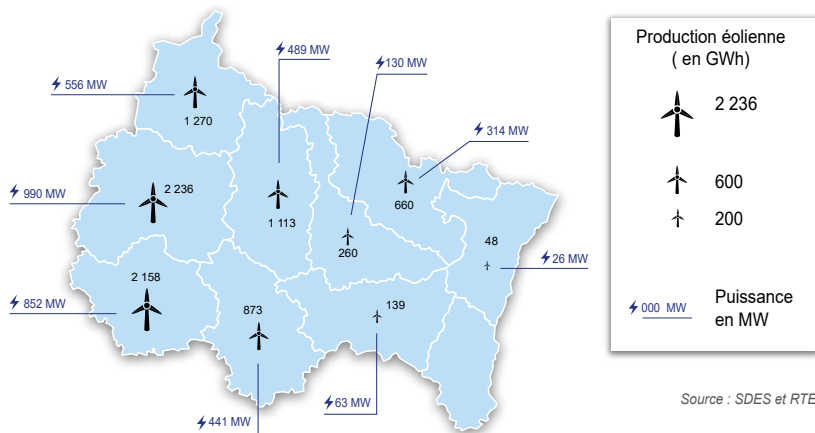 489 MW
130 MW
556 MW
1 270
314 MW
990 MW
2 236
1 113
660
260
48
26 MW
852 MW
2 158
873
139
63 MW
441 MW
Production éolienne
( en GWh)
2 236
600
200
000 MW
Puissance
en MW
Source : SDES et RTE